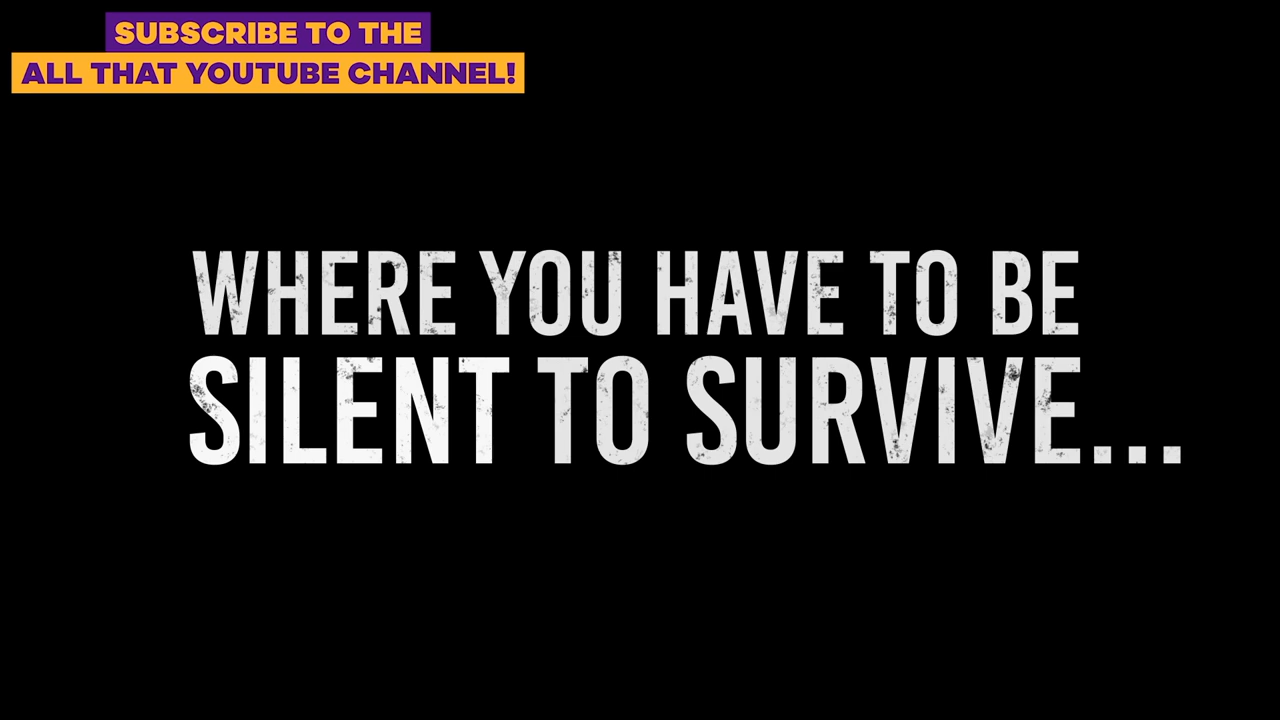 SUBSCRIBE TO THE
ALL THAT YOUTUBE CHANNEL!
WHERE YOU HAVE TO BE
SILENT TO SURVIVE...